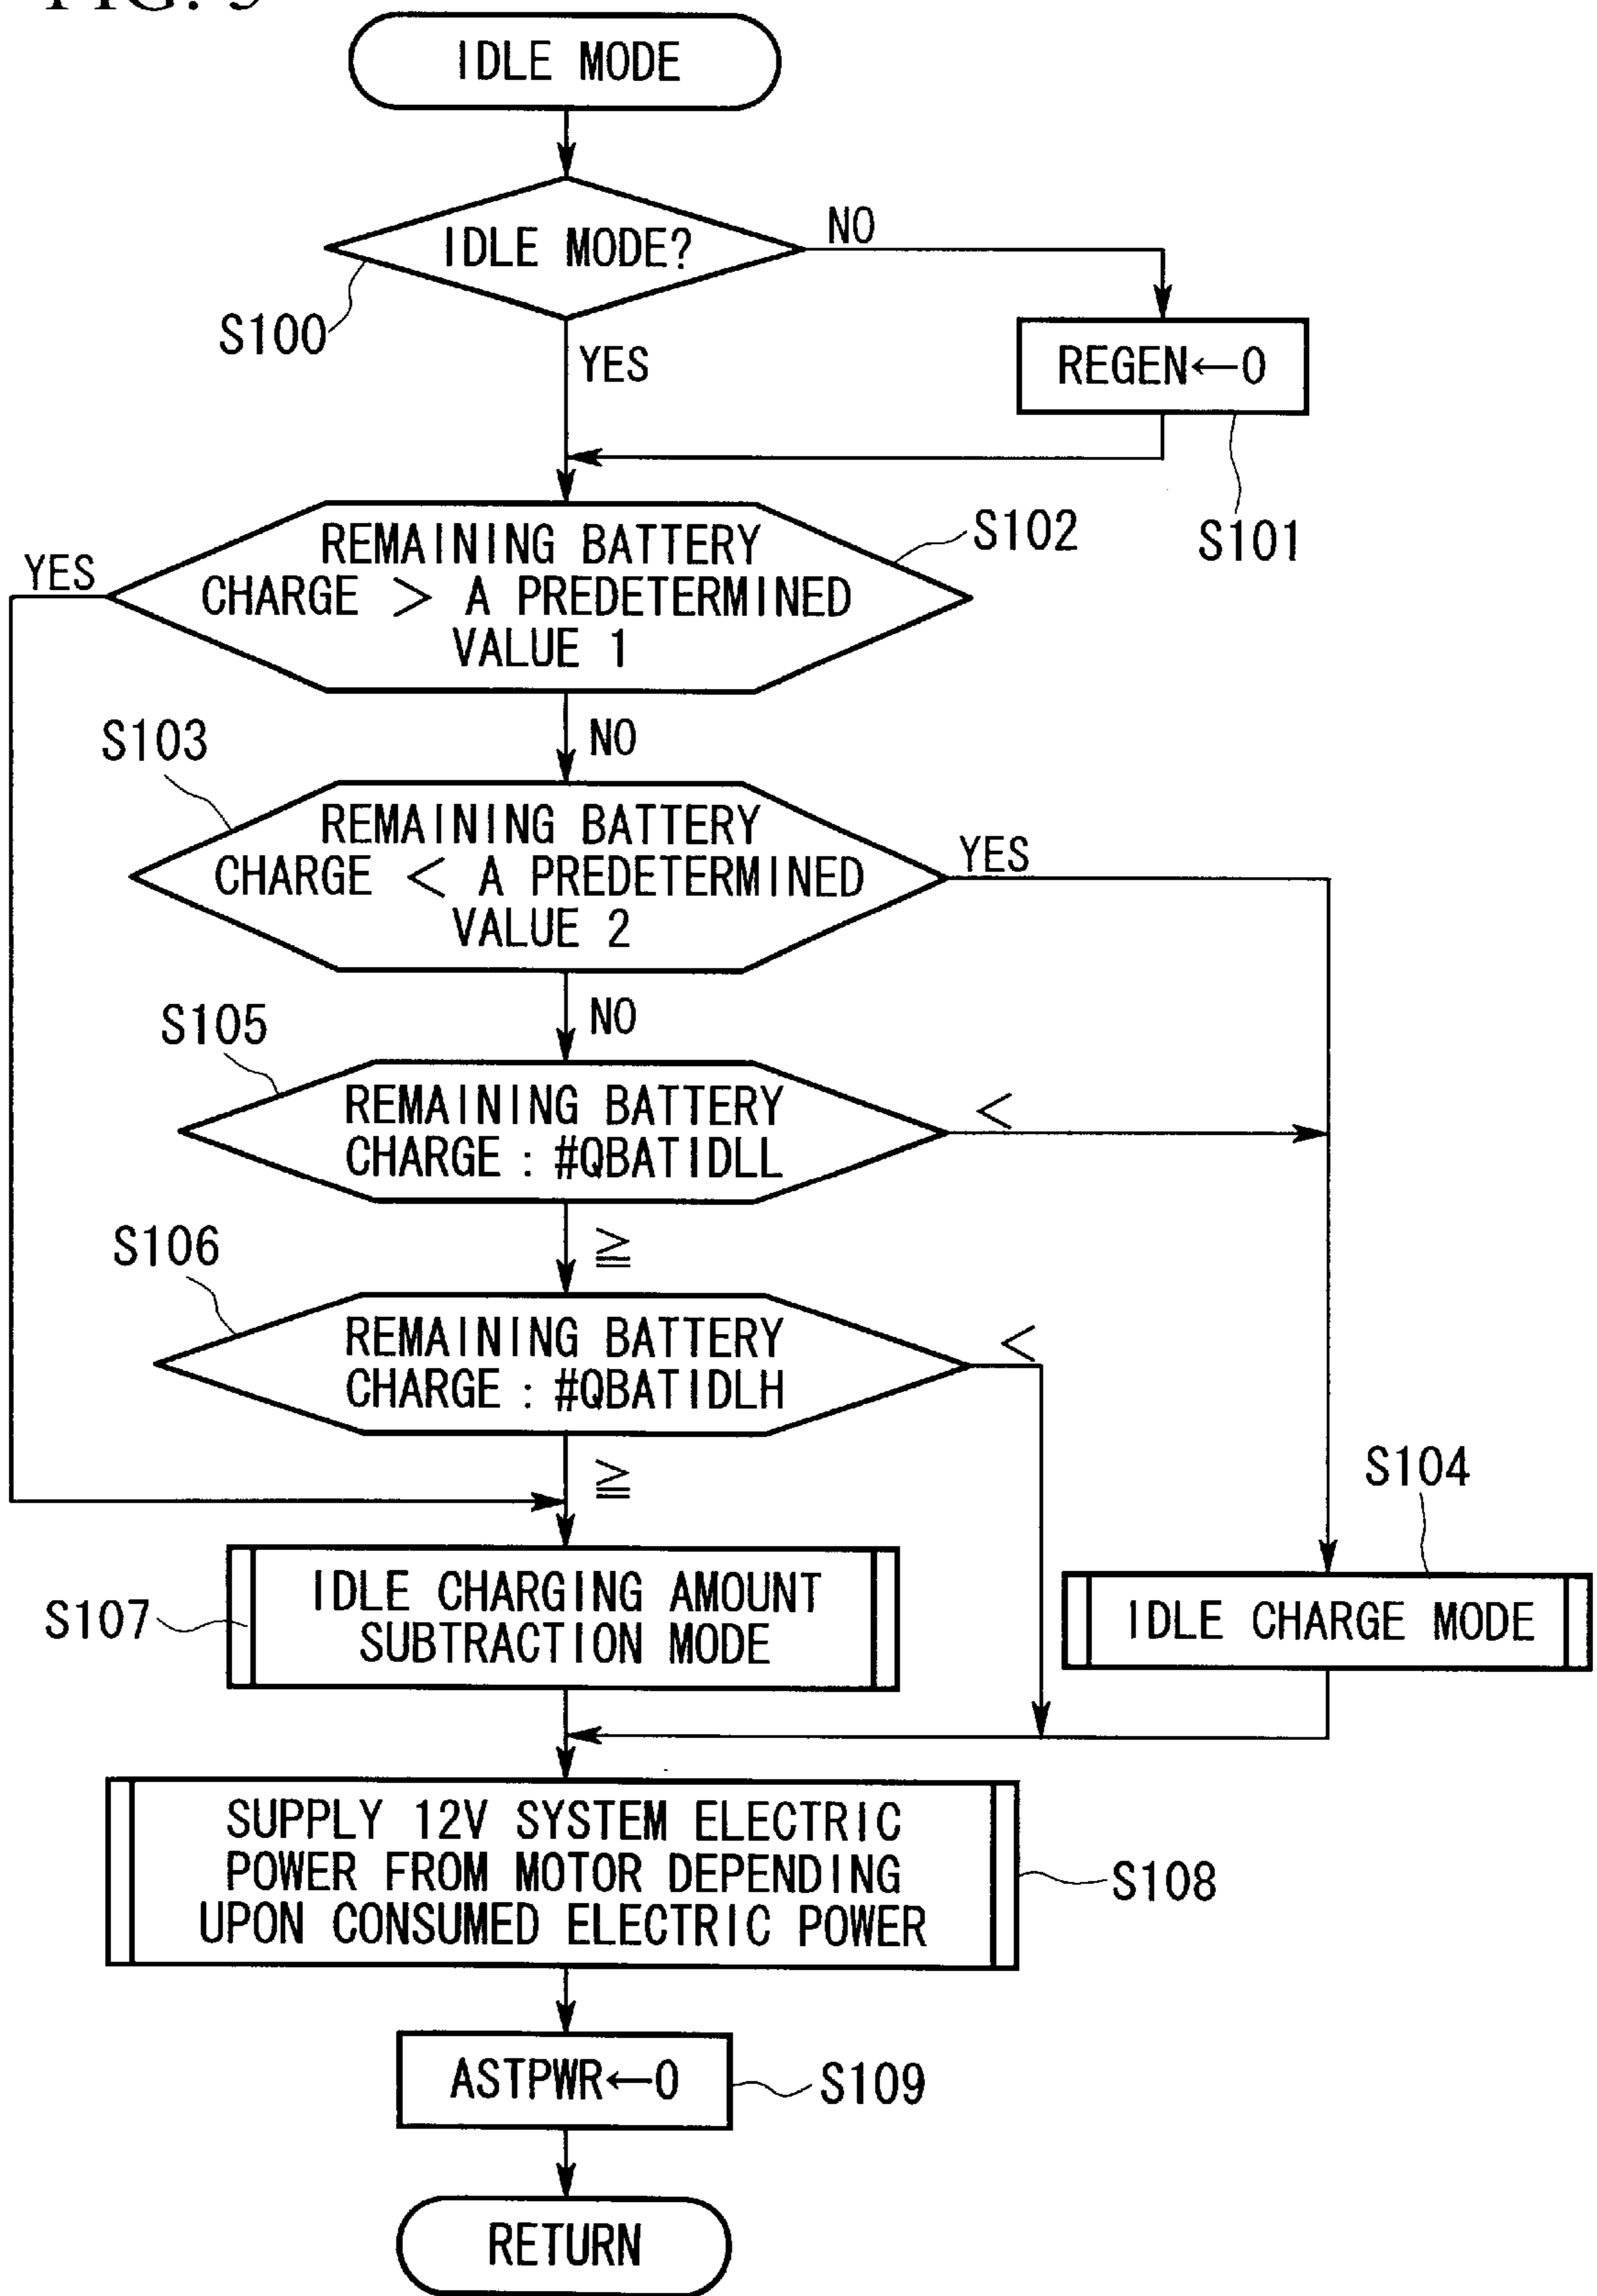 IDLE MODE
IDLE MODE?
NO
S100
YES
REGEN←0
S101
REMAINING BATTERY
CHARGE > A PREDETERMINED
VALUE 1
S102
YES
NO
S103
REMAINING BATTERY
CHARGE < A PREDETERMINED
VALUE 2
YES
NO
S105
REMAINING BATTERY
CHARGE : #QBATIDLL
<
≧
S106
REMAINING BATTERY
CHARGE : #QBATIDLH
<
≧
S104
IDLE CHARGE MODE
S107
IDLE CHARGING AMOUNT
SUBTRACTION MODE
SUPPLY 12V SYSTEM ELECTRIC
POWER FROM MOTOR DEPENDING
UPON CONSUMED ELECTRIC POWER
S108
ASTPWR←0
S109
RETURN